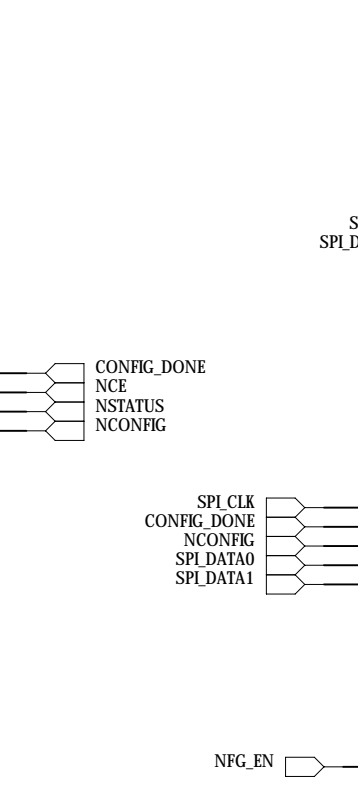 CONFIG_DONE
NCE
NSTATUS
NCONFIG
SPI_CLK
CONFIG_DONE
NCONFIG
SPI_DATA0
SPI_DATA1
NFG_EN